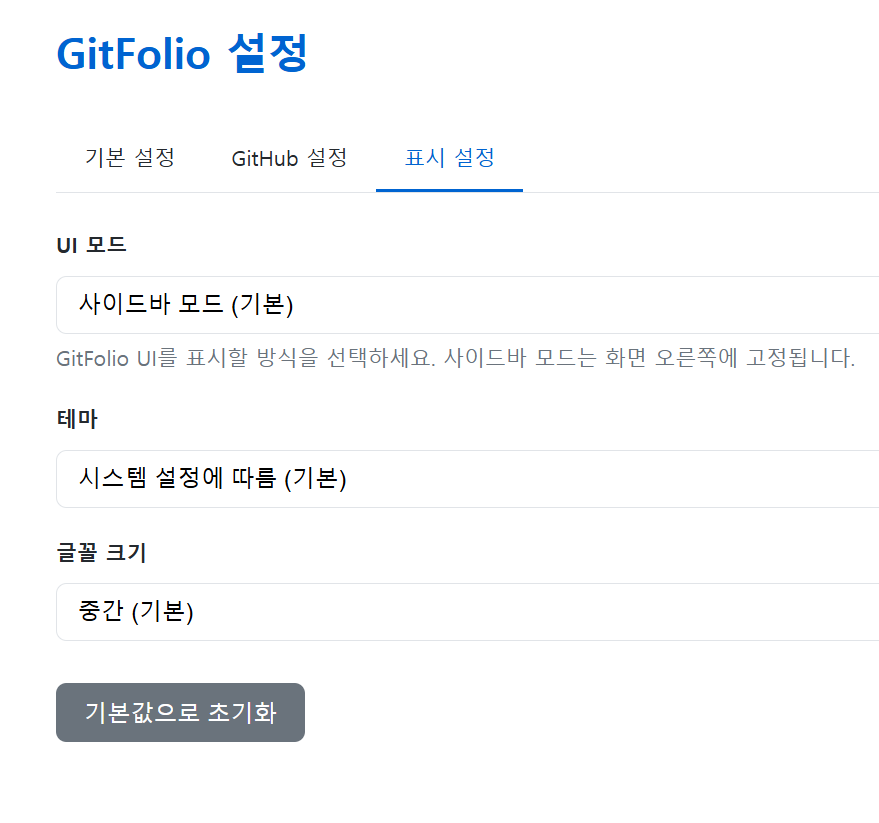 GitFolio 설정
기본 설정 GitHub 설정 표시 설정
UI 모드
사이드바 모드 (기본)
GitFolio UI를 표시할 방식을 선택하세요. 사이드바 모드는 화면 오른쪽에 고정됩니다.
테마
시스템 설정에 따름 (기본)
글꼴 크기
중간 (기본)
기본값으로 초기화